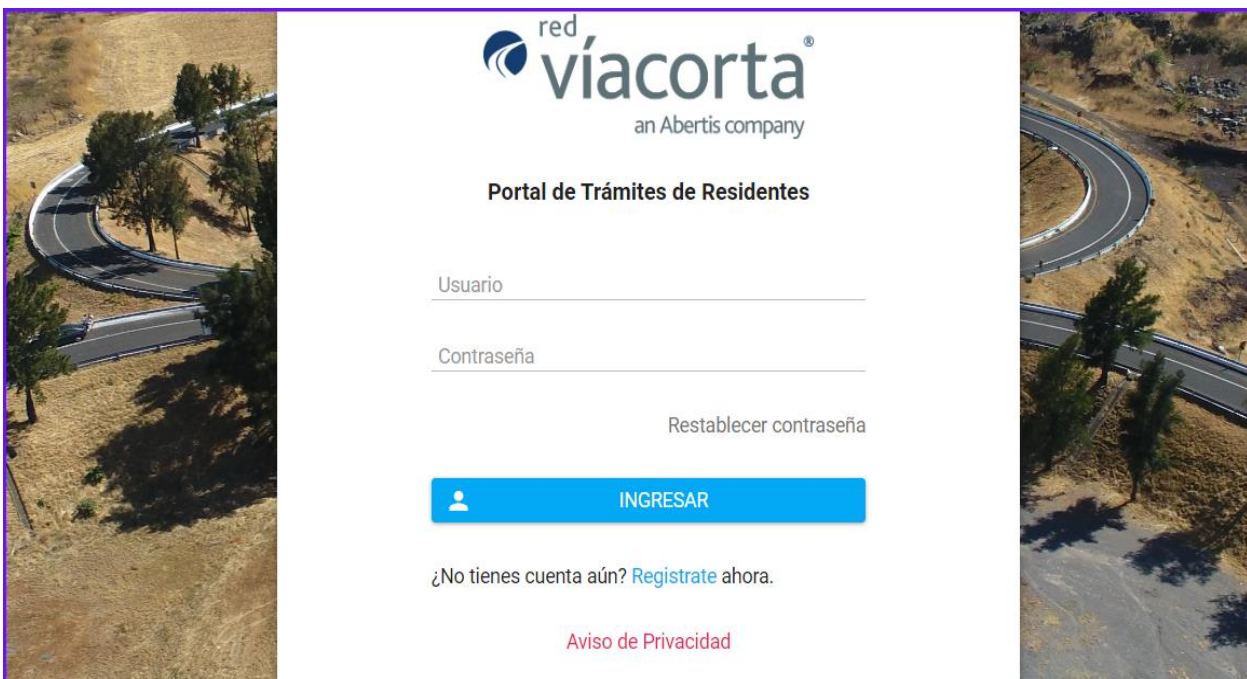 red
víacorta®
an Abertis company
Portal de Trámites de Residentes
Usuario
Contraseña
Restablecer contraseña
INGRESAR
¿No tienes cuenta aún? Registrate ahora.
Aviso de Privacidad